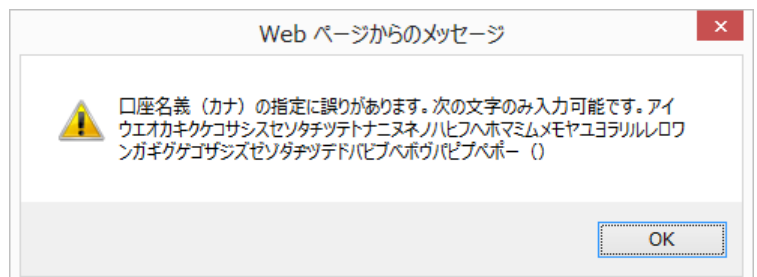 Web ページからのメッセージ
口座名義（カナ）の指定に誤りがあります。次の文字のみ入力可能です。アイ
ウエオカキクケコサシスセソタチツテトナニヌネノハヒフヘホマミムメモヤユヨラリルレロワ
ンガギグゲゴザジズゼゾダヂヅデドバビブベボヴパピプペポー（）
OK